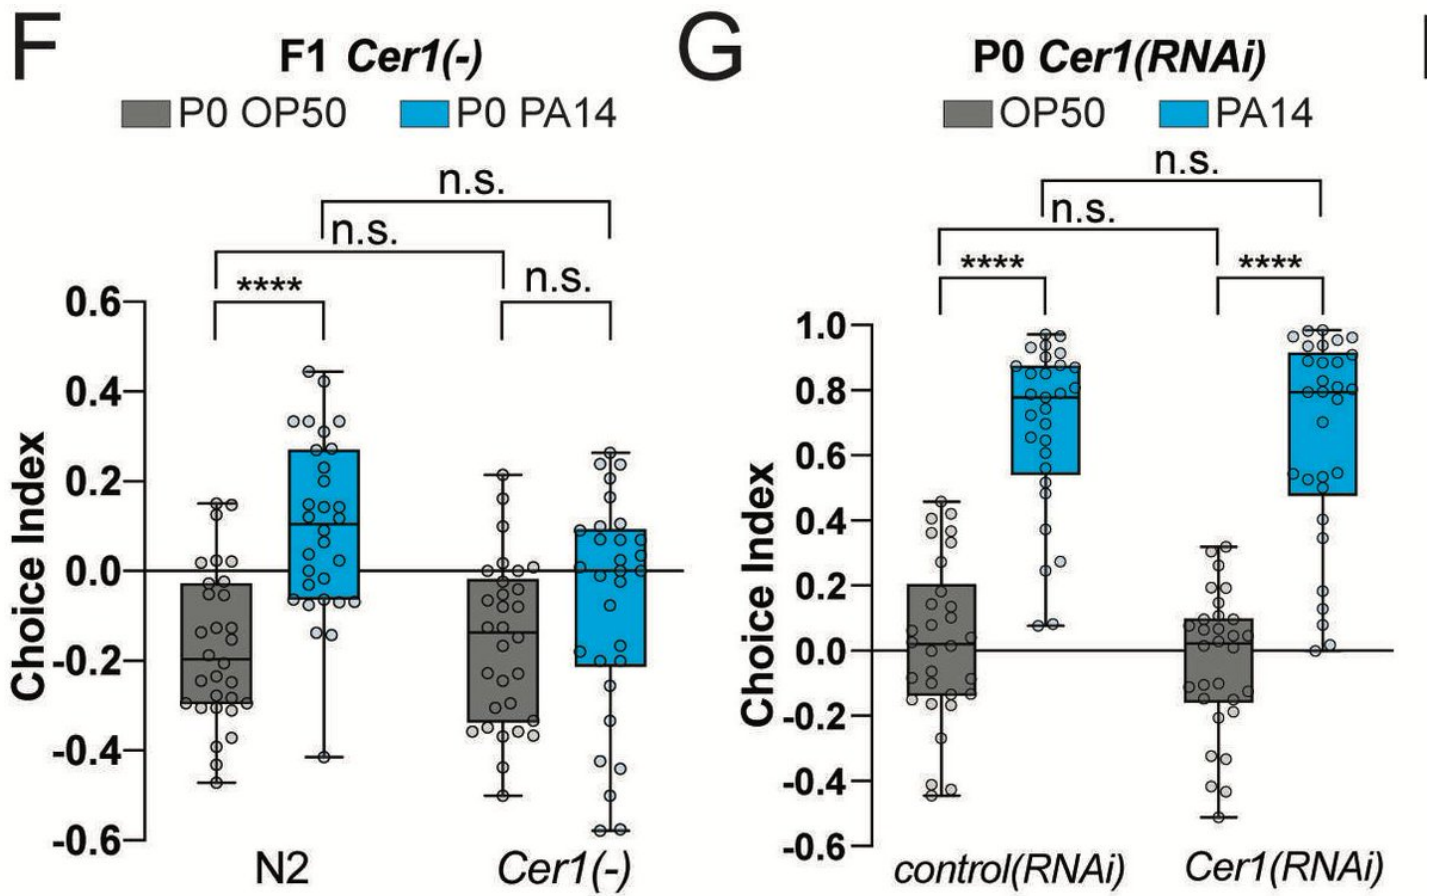 F
F1 Cer1(-)
P0 OP50 P0 PA14
n.s.
n.s.
**** n.s.
Choice Index
0.6
0.4
0.2
0.0
-0.2
-0.4
-0.6
N2 Cer1(-)
G
P0 Cer1(RNAi)
OP50 PA14
n.s.
n.s.
**** ****
Choice Index
1.0
0.8
0.6
0.4
0.2
0.0
-0.2
-0.4
-0.6
control(RNAi) Cer1(RNAi)